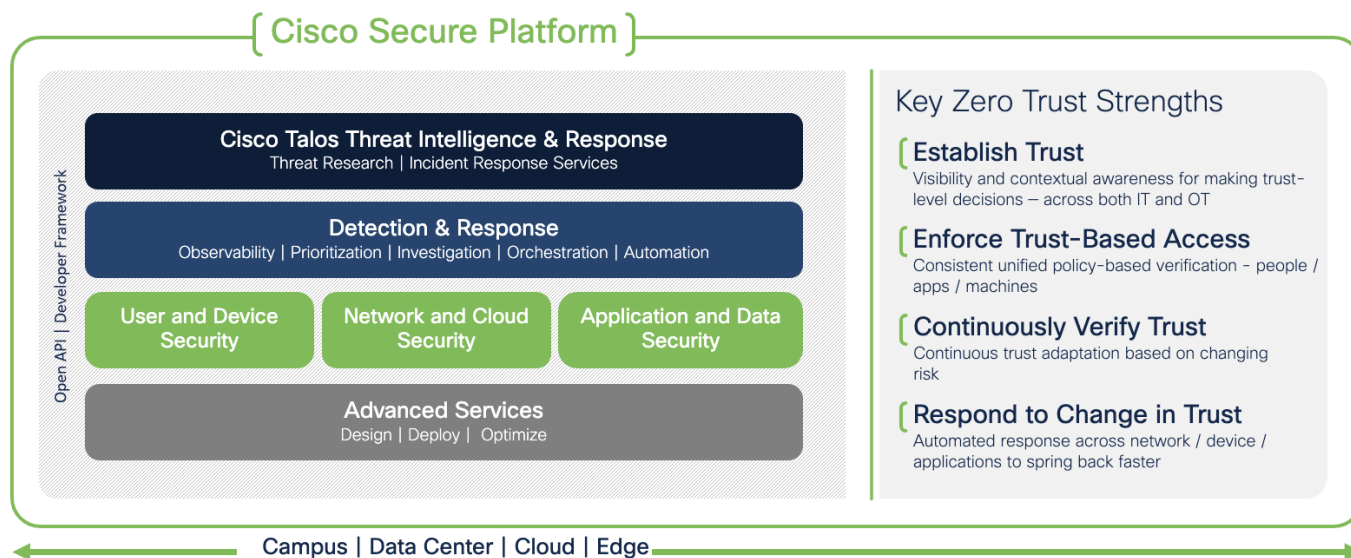 Cisco Secure Platform
Open API | Developer Framework
Cisco Talos Threat Intelligence & Response
Threat Research | Incident Response Services
Detection & Response
Observability | Prioritization | Investigation | Orchestration | Automation
User and Device
Security
Network and Cloud
Security
Application and Data
Security
Advanced Services
Design | Deploy | Optimize
Key Zero Trust Strengths
Establish Trust
Visibility and contextual awareness for making trust-
level decisions – across both IT and OT
Enforce Trust-Based Access
Consistent unified policy-based verification - people /
apps / machines
Continuously Verify Trust
Continuous trust adaptation based on changing
risk
Respond to Change in Trust
Automated response across network / device /
applications to spring back faster
Campus | Data Center | Cloud | Edge